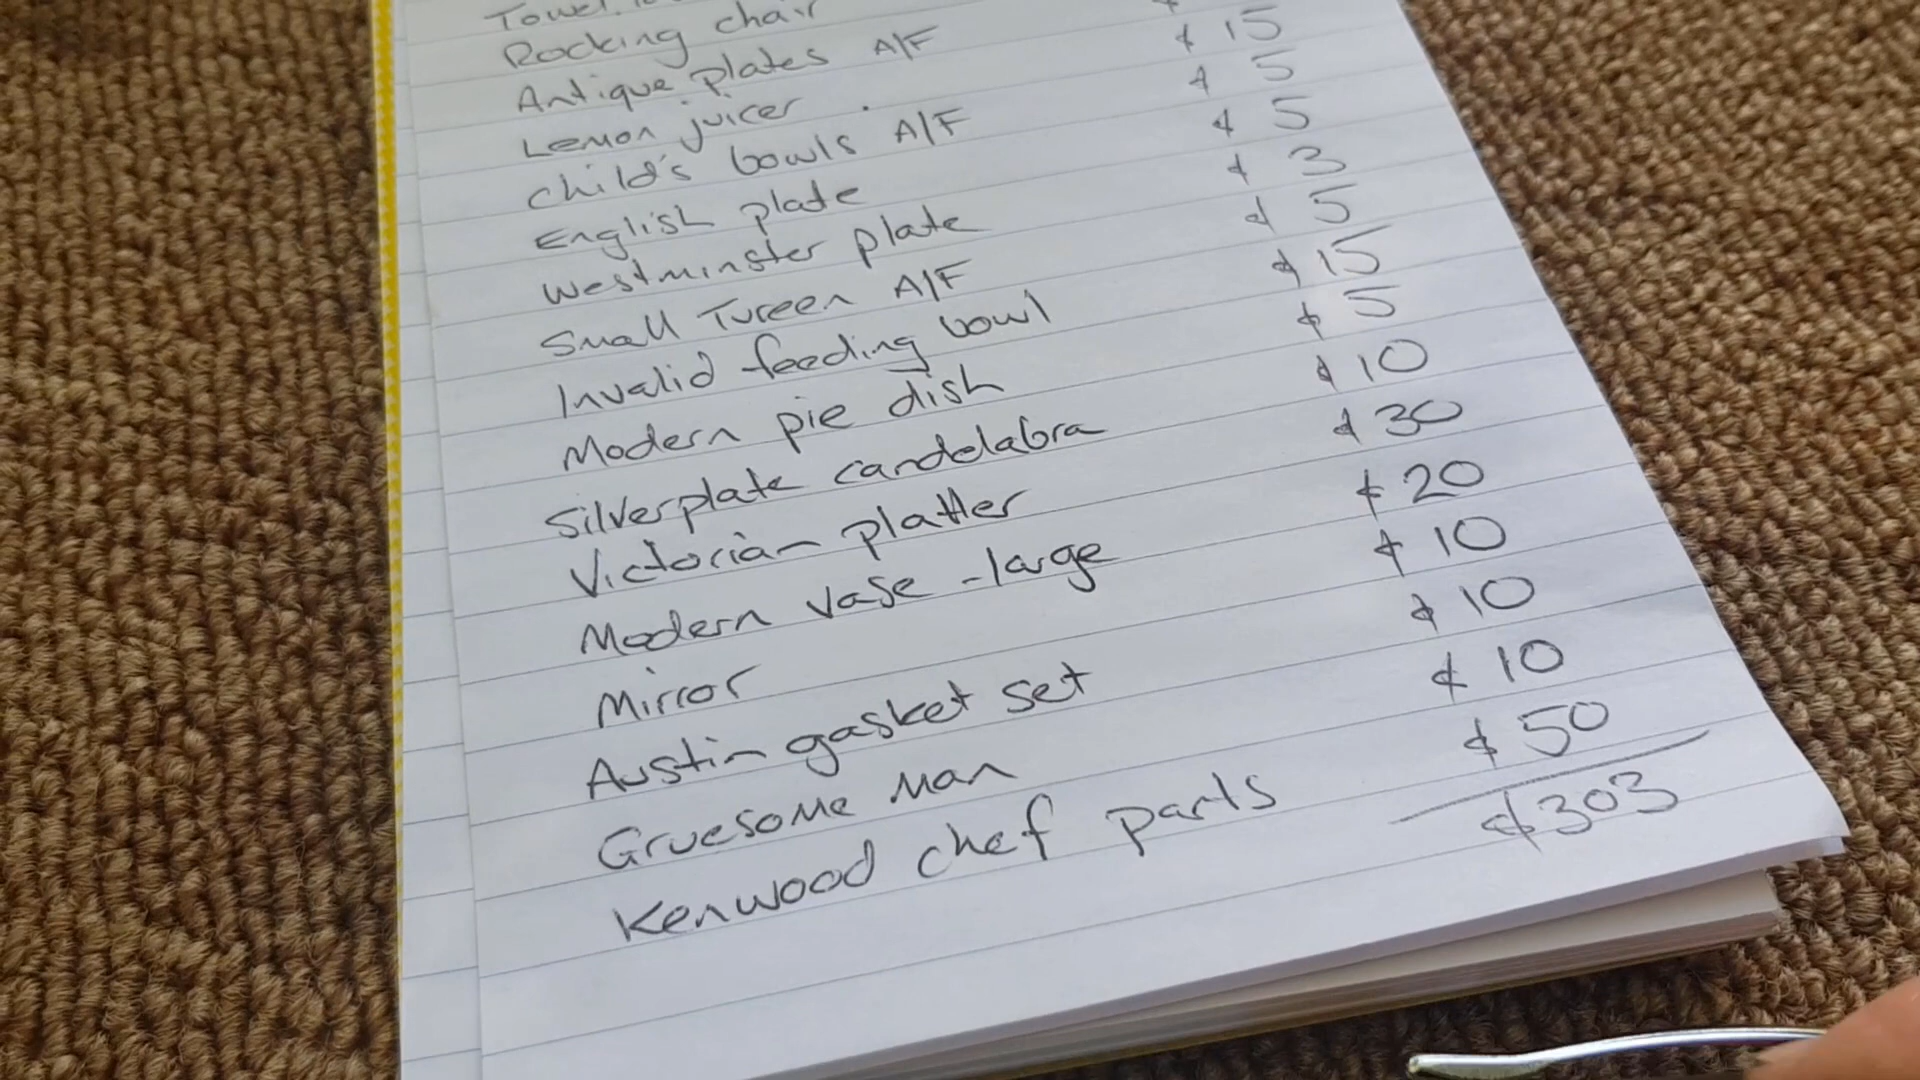 Rocking chair
Antique plates A/F $
Lemon juicer $ 15
Child's bowls A/F $ 5
English plate $ 5
Westminster plate $ 3
Small Tureen A/F $ 5
Invalid feeding bowl $ 15
Modern pie dish $ 5
Silverplate candelabra $ 10
Victorian platter $ 30
Modern vase - large $ 20
Mirror $ 10
Austin gasket set $ 10
Gruesome Man $ 10
Kenwood chef parts $ 50
$303